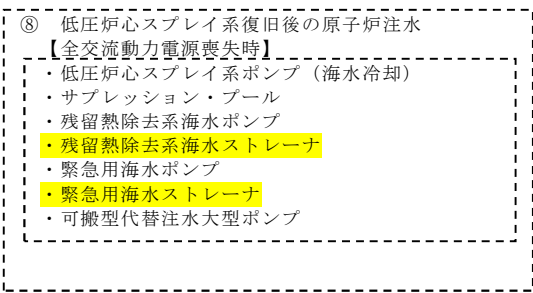 ⑧　低圧炉心スプレイ系復旧後の原子炉注水
【全交流動力電源喪失時】
・低圧炉心スプレイ系ポンプ（海水冷却）
・サプレッション・プール
・残留熱除去系海水ポンプ
・残留熱除去系海水ストレーナ
・緊急用海水ポンプ
・緊急用海水ストレーナ
・可搬型代替注水大型ポンプ